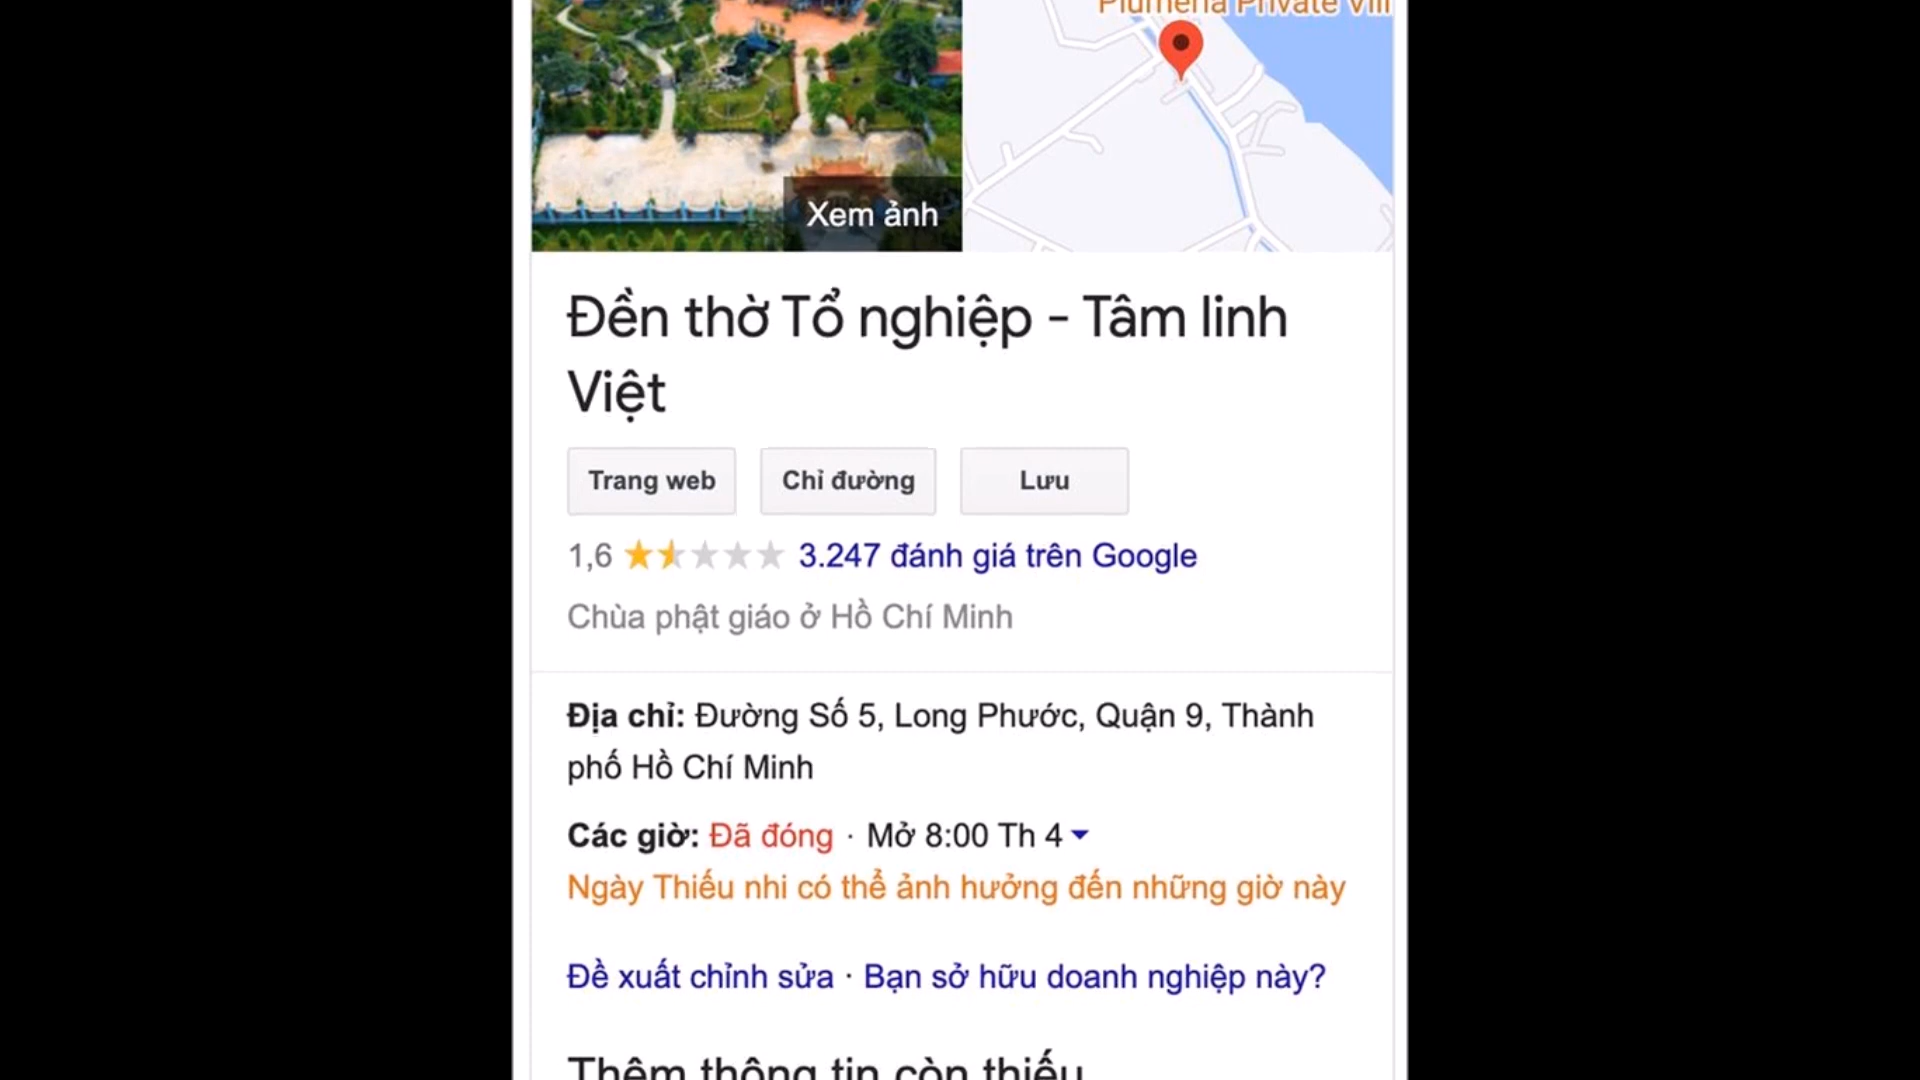 Plumeria Private Vill
Xem ảnh
Đền thờ Tổ nghiệp - Tâm linh
Việt
Trang web
Chỉ đường
Lưu
1,6 3.247 đánh giá trên Google
Chùa phật giáo ở Hồ Chí Minh
Địa chỉ: Đường Số 5, Long Phước, Quận 9, Thành
phố Hồ Chí Minh
Các giờ: Đã đóng · Mở 8:00 Th 4
Ngày Thiếu nhi có thể ảnh hưởng đến những giờ này
Đề xuất chỉnh sửa · Bạn sở hữu doanh nghiệp này?
Thêm thông tin còn thiếu